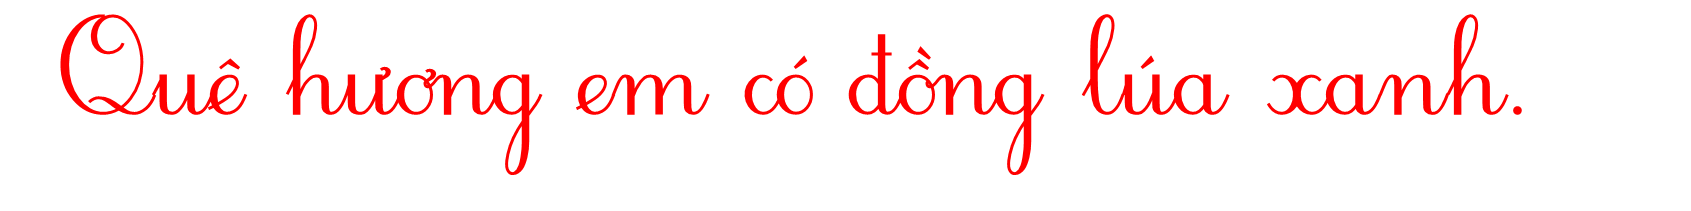 Quê hương em có đồng lúa xanh.